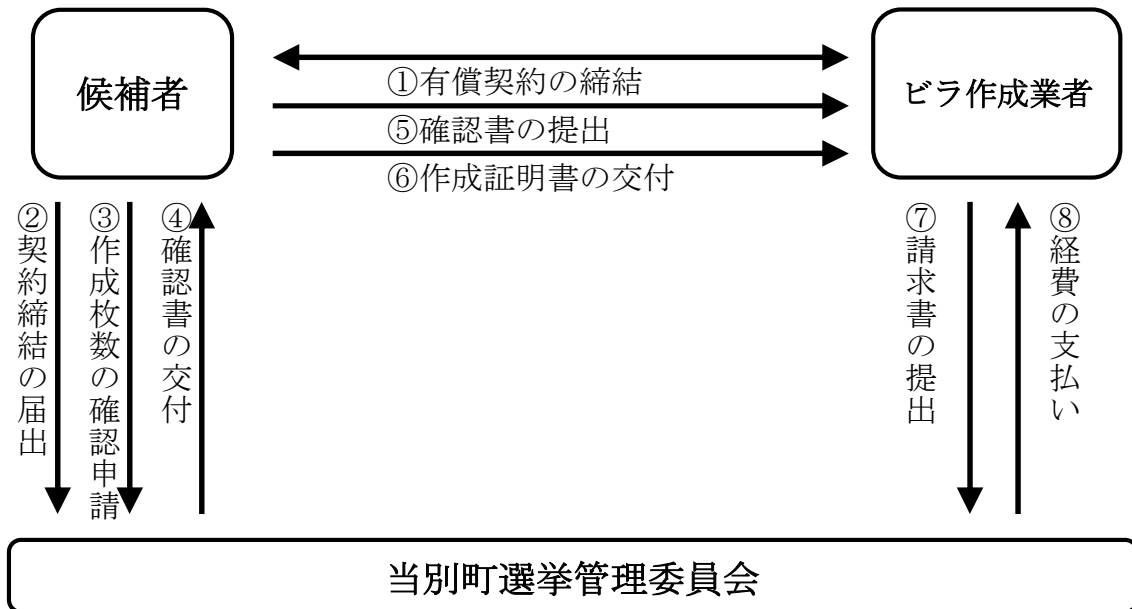 候補者
①有償契約の締結
⑤確認書の提出
⑥作成証明書の交付
ビラ作成業者
②契約締結の届出
③作成枚数の確認申請
④確認書の交付
⑦請求書の提出
⑧経費の支払い
当別町選挙管理委員会